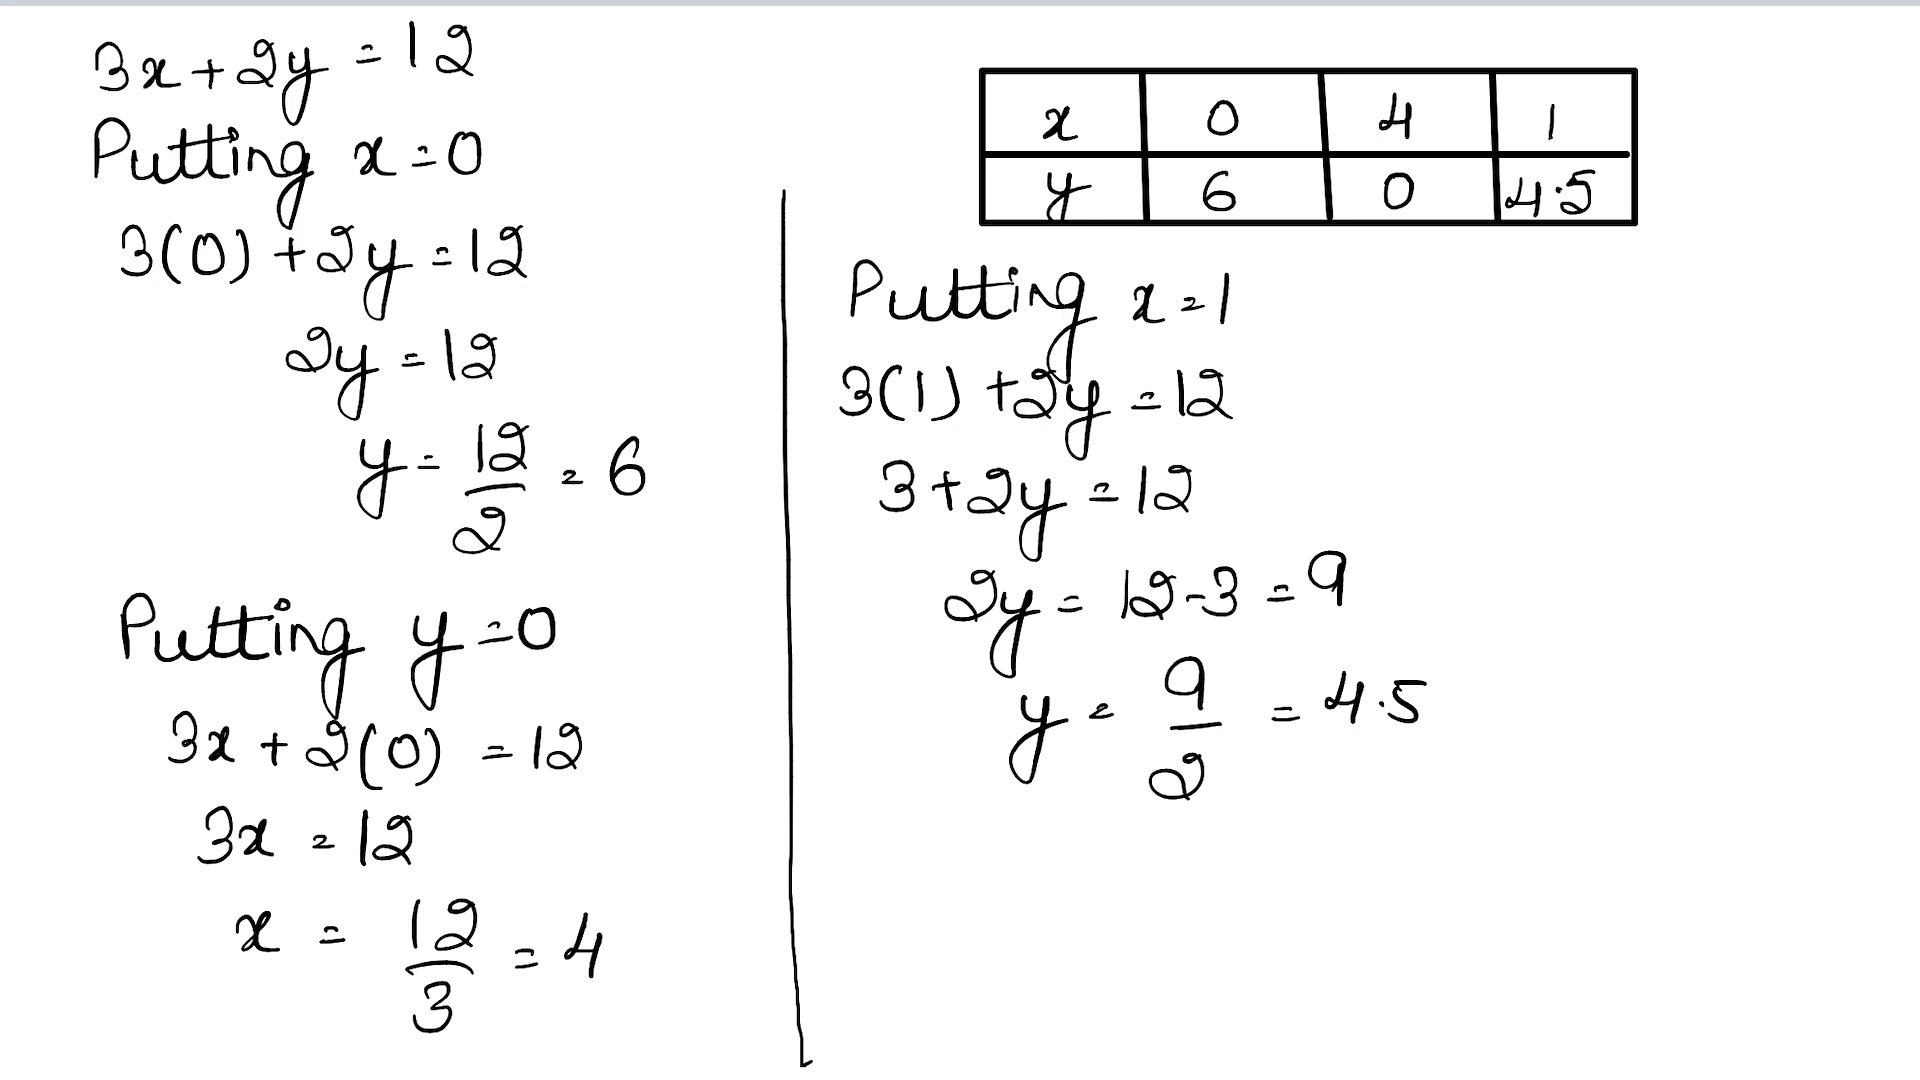 3x+2y=12
Putting x=0
3(0)+2y=12
2y=12
y=12/2=6
Putting y=0
3x+2(0)=12
3x=12
x=12/3=4
x 0 4 1
y 6 0 4.5
Putting x=1
3(1)+2y=12
3+2y=12
2y=12-3=9
y=9/2=4.5